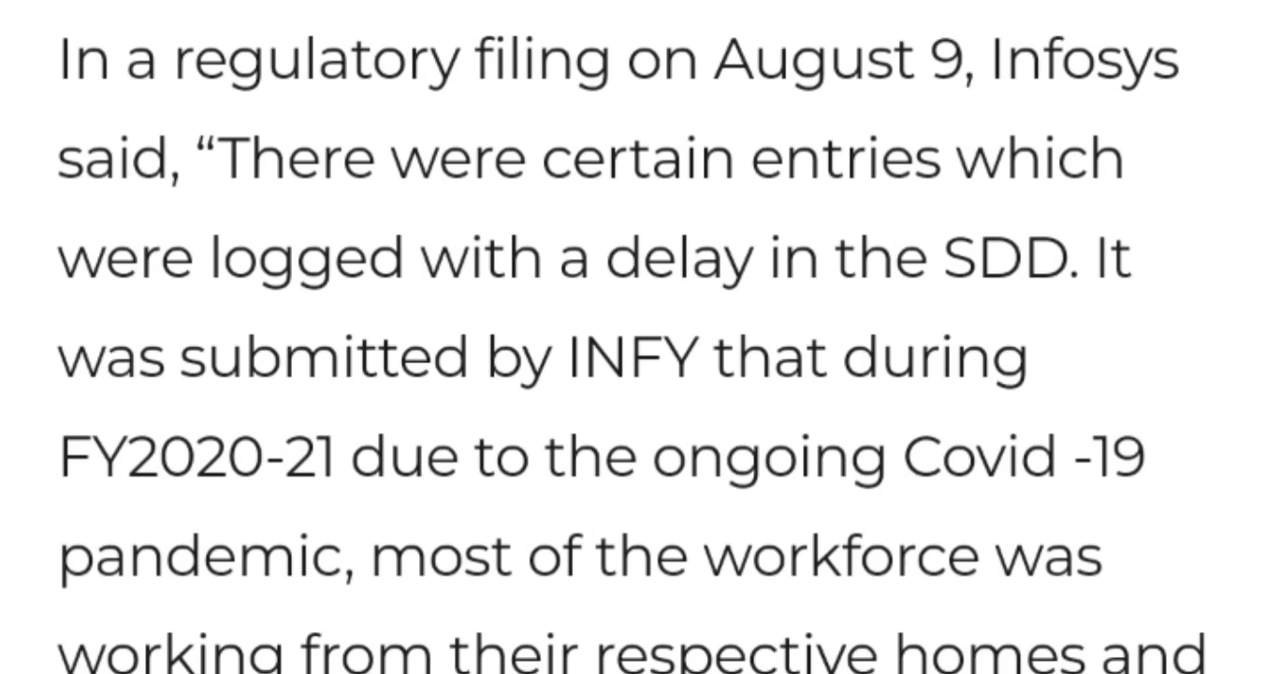 In a regulatory filing on August 9, Infosys
said, “There were certain entries which
were logged with a delay in the SDD. It
was submitted by INFY that during
FY2020-21 due to the ongoing Covid -19
pandemic, most of the workforce was
working from their respective homes and